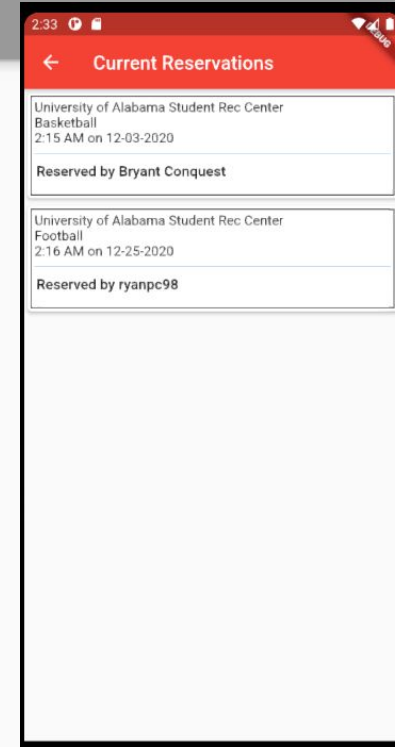 2:33
DEBUG
Current Reservations
University of Alabama Student Rec Center
Basketball
2:15 AM on 12-03-2020
Reserved by Bryant Conquest
University of Alabama Student Rec Center
Football
2:16 AM on 12-25-2020
Reserved by ryanpc98